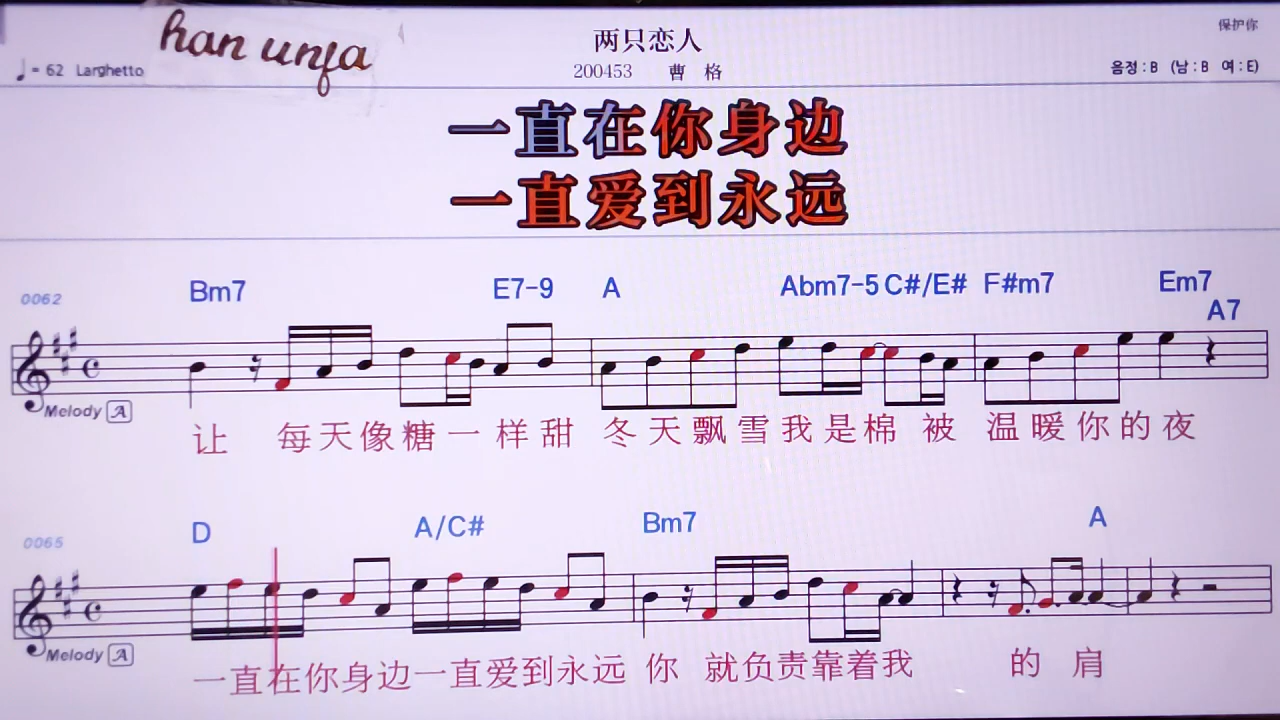 han unfa
保护你
两只恋人
♩= 62 Larghetto
200453 曹 格
음정 : B (남 : B 여 : E)
一直在你身边
一直爱到永远
0062 Bm7 E7-9 A Abm7-5 C#/E# F#m7 Em7 A7
Melody A
让 每天像糖一样甜 冬天飘雪我是棉被 温暖你的夜
0065 D A/C# Bm7 A
Melody A
一直在你身边一直爱到永远 你 就负责靠着我 的 肩